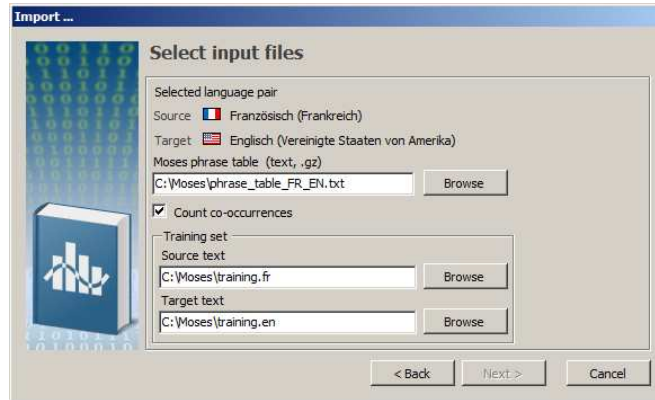 Import ...
Select input files
Selected language pair
Source Französisch (Frankreich)
Target Englisch (Vereinigte Staaten von Amerika)
Moses phrase table (text, .gz)
C:\Moses\phrase_table_FR_EN.txt Browse
Count co-occurrences
Training set
Source text
C:\Moses\training.fr Browse
Target text
C:\Moses\training.en Browse
< Back Next > Cancel